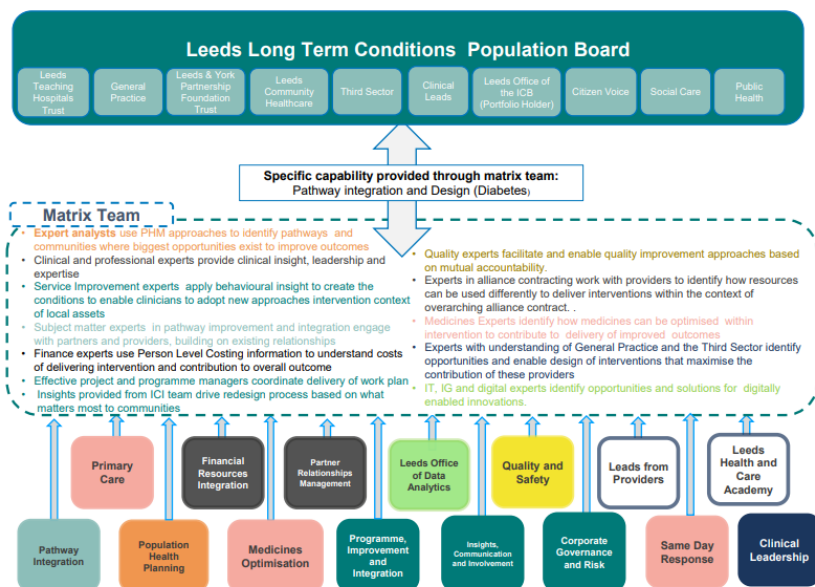 Leeds Long Term Conditions Population Board
Leeds
Teaching
Hospitals
Trust
General
Practice
Leeds & York
Partnership
Foundation
Trust
Leeds
Community
Healthcare
Third Sector
Clinical
Leads
Leeds Office of
the ICB
(Portfolio Holder)
Citizen Voice
Social Care
Public
Health
Specific capability provided through matrix team:
Pathway integration and Design (Diabetes)
Matrix Team
• Expert analysts use PHM approaches to identify pathways and
communities where biggest opportunities exist to improve outcomes
• Clinical and professional experts provide clinical insight, leadership and
expertise
• Service Improvement experts apply behavioural insight to create the
conditions to enable clinicians to adopt new approaches intervention context
of local assets
• Subject matter experts in pathway improvement and integration engage
with partners and providers, building on existing relationships
• Finance experts use Person Level Costing information to understand costs
of delivering intervention and contribution to overall outcome
• Effective project and programme managers coordinate delivery of work plan
• Insights provided from ICI team drive redesign process based on what
matters most to communities
• Quality experts facilitate and enable quality improvement approaches based
on mutual accountability.
• Experts in alliance contracting work with providers to identify how resources
can be used differently to deliver interventions within the context of
overarching alliance contract. .
• Medicines Experts identify how medicines can be optimised within
intervention to contribute to delivery of improved outcomes
• Experts with understanding of General Practice and the Third Sector identify
opportunities and enable design of interventions that maximise the
contribution of these providers
• IT, IG and digital experts identify opportunities and solutions for digitally
enabled innovations.
Primary
Care
Financial
Resources
Integration
Partner
Relationships
Management
Leeds Office
of Data
Analytics
Quality and
Safety
Leads from
Providers
Leeds
Health and
Care
Academy
Pathway
Integration
Population
Health
Planning
Medicines
Optimisation
Programme,
Improvement
and
Integration
Insights,
Communication
and Involvement
Corporate
Governance
and Risk
Same Day
Response
Clinical
Leadership